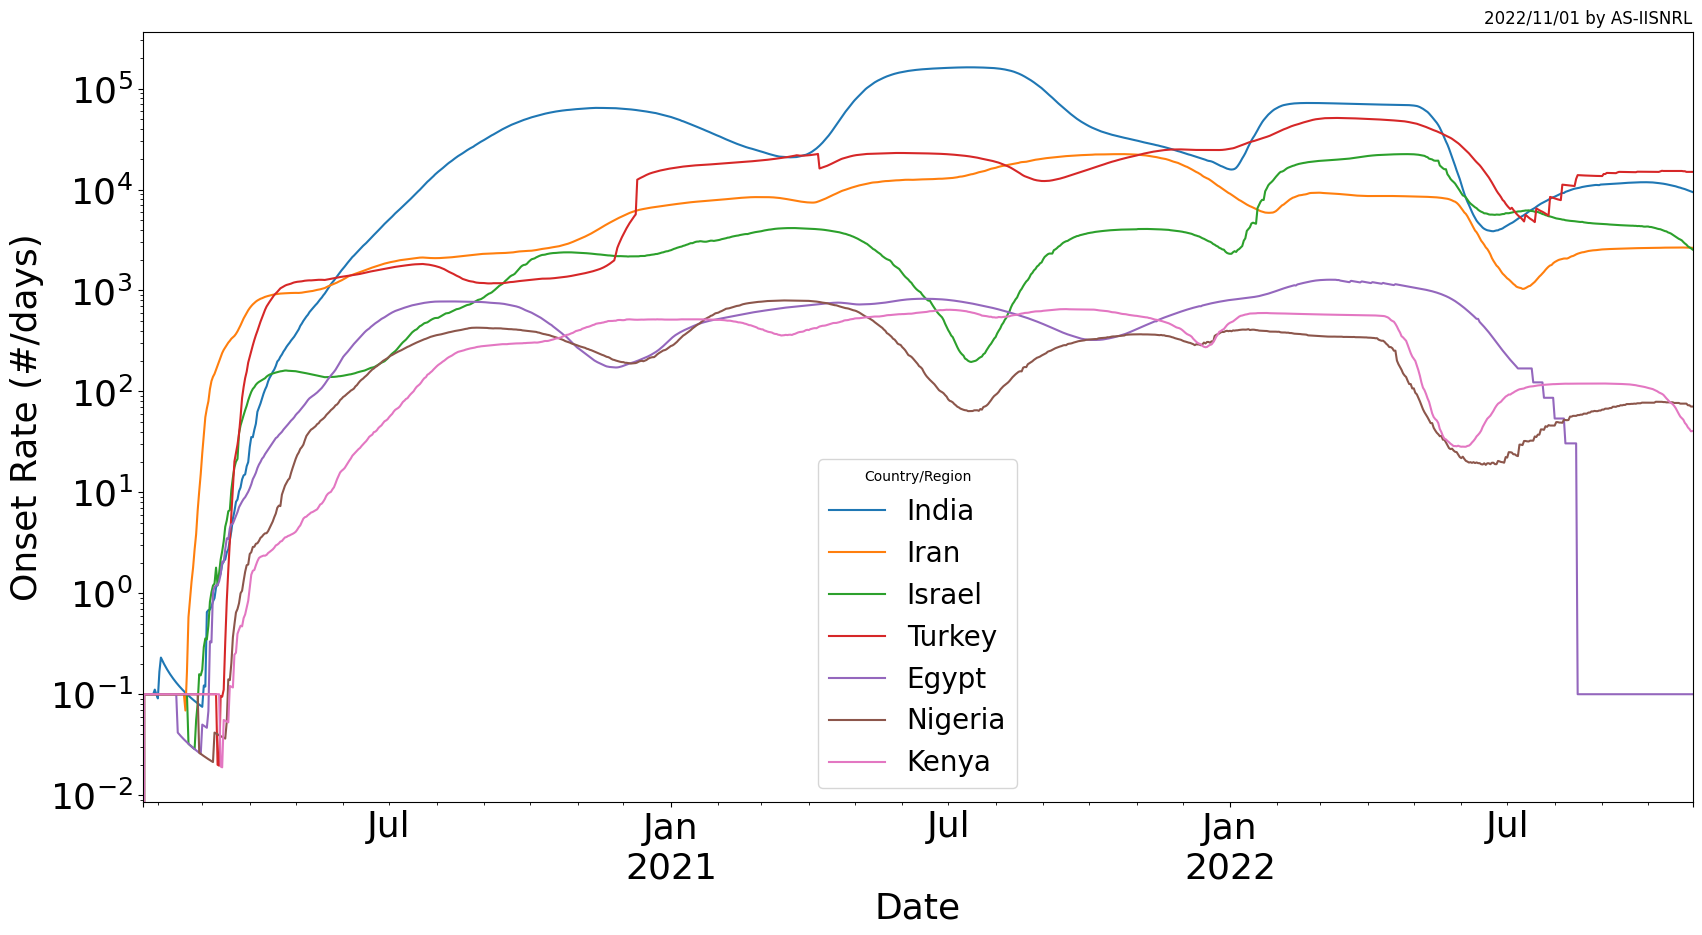 2022/11/01 by AS-IISNRL
Onset Rate (#/days)
10^5
10^4
10^3
10^2
10^1
10^0
10^−1
10^−2
Country/Region
India
Iran
Israel
Turkey
Egypt
Nigeria
Kenya
Jul
Jan
2021
Jul
Jan
2022
Jul
Date